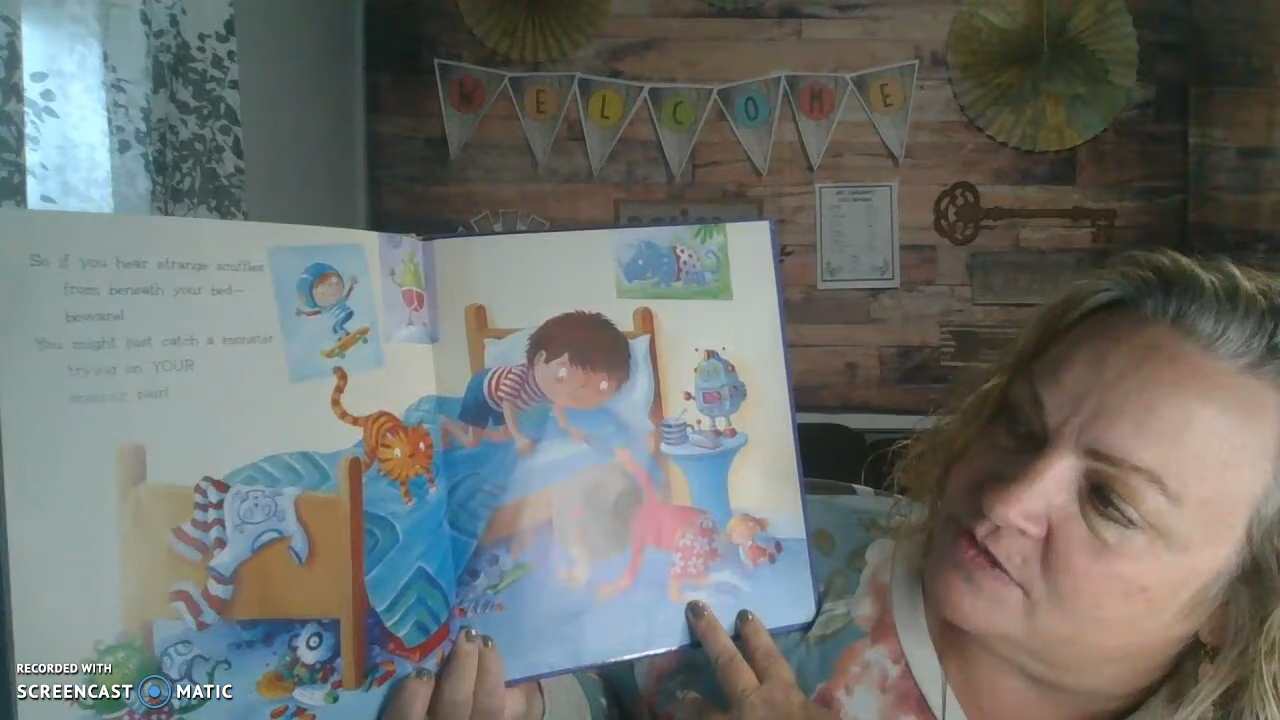 WELCOME
So if you hear strange scuffles
from beneath your bed—
beware!
You might just catch a monster
trying on YOUR
RECORDED WITH
SCREENCAST MATIC